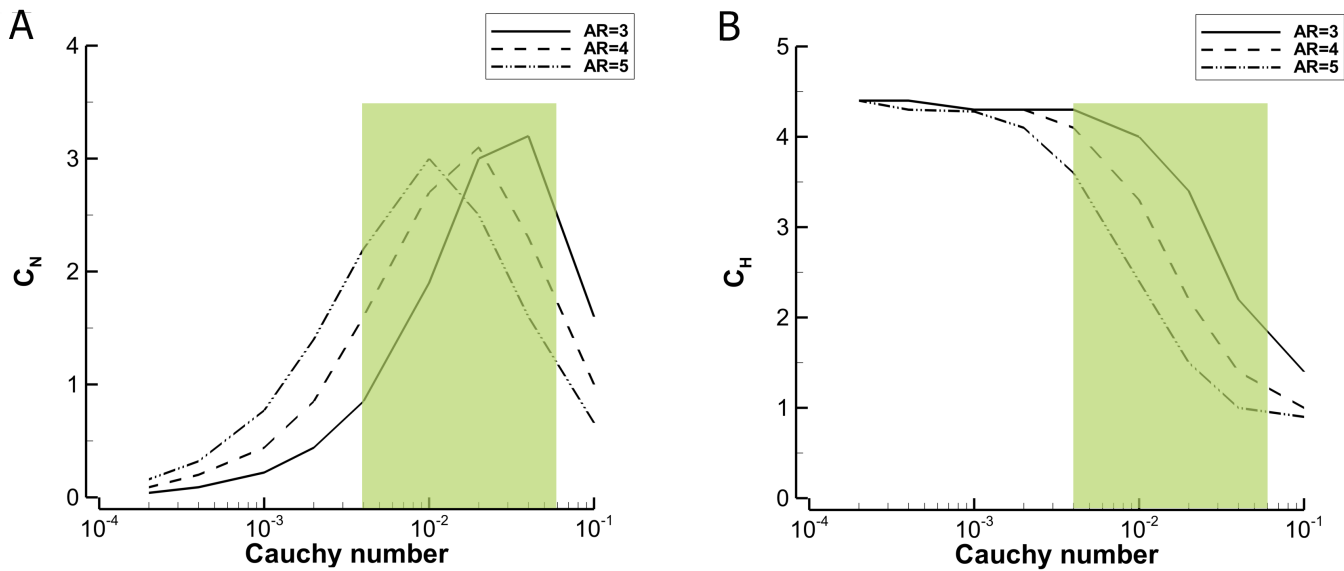 A
AR=3
AR=4
AR=5
4
3
2
1
0
C_N
10^-4
10^-3
10^-2
10^-1
Cauchy number
B
AR=3
AR=4
AR=5
5
4
3
2
1
0
C_H
10^-4
10^-3
10^-2
10^-1
Cauchy number